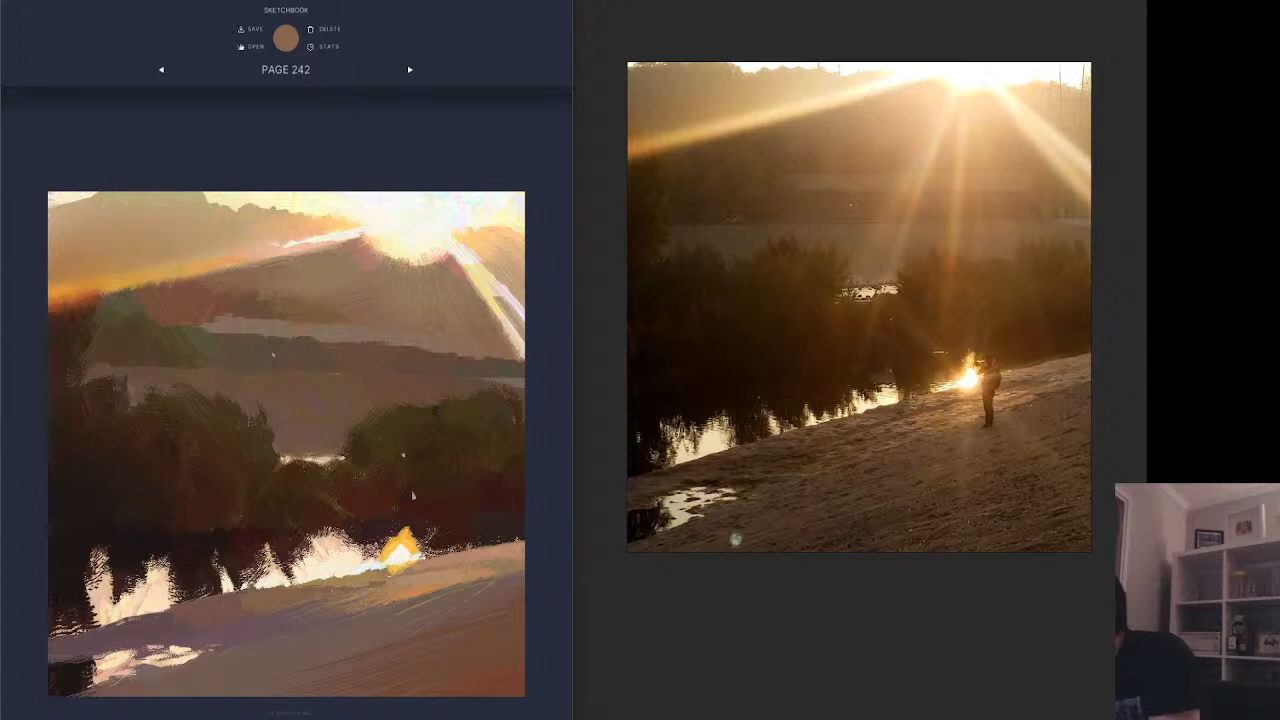 SKETCHBOOK
SAVE
DELETE
OPEN
STATS
PAGE 242